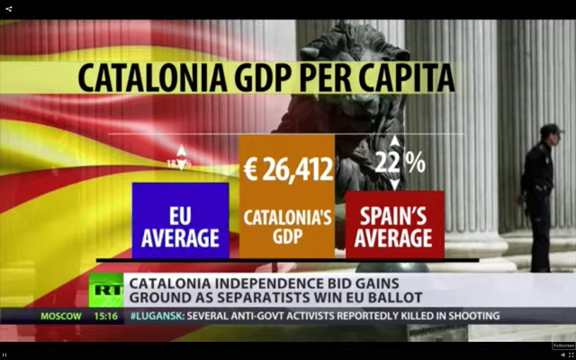 CATALONIA GDP PER CAPITA
22%
€ 26,412
EU
AVERAGE
CATALONIA'S
GDP
SPAIN'S
AVERAGE
RT
CATALONIA INDEPENDENCE BID GAINS
GROUND AS SEPARATISTS WIN EU BALLOT
MOSCOW 15:16 #LUGANSK: SEVERAL ANTI-GOVT ACTIVISTS REPORTEDLY KILLED IN SHOOTING
Fullscreen